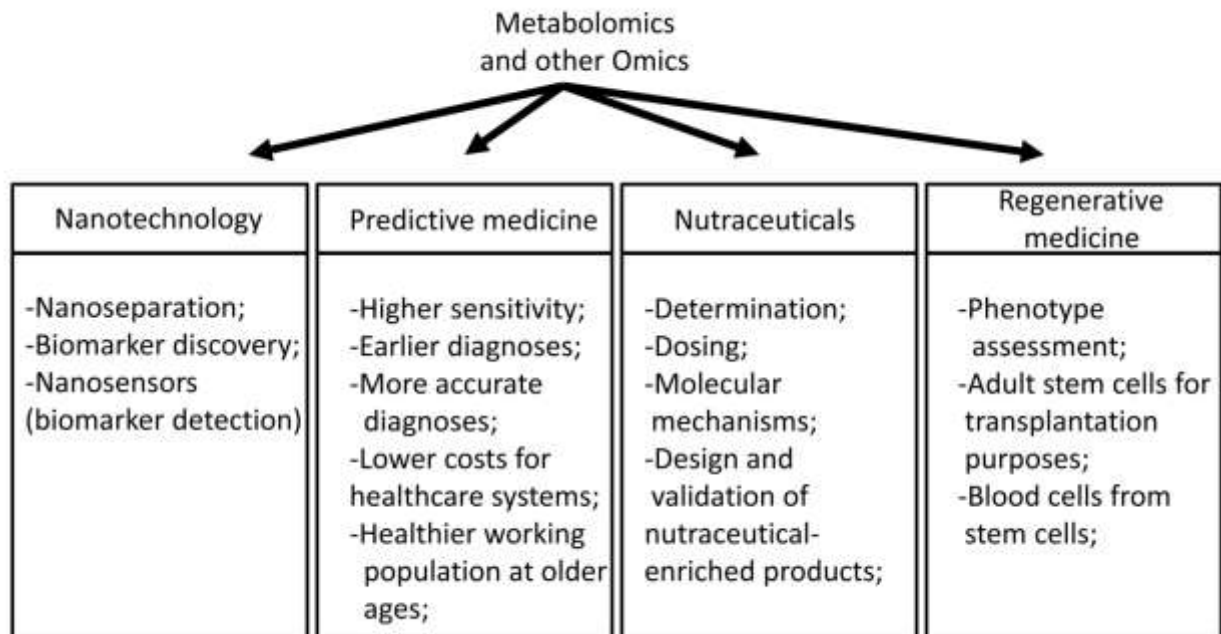 Metabolomics
and other Omics
Nanotechnology
-Nanoseparation;
-Biomarker discovery;
-Nanosensors
(biomarker detection)
Predictive medicine
-Higher sensitivity;
-Earlier diagnoses;
-More accurate
diagnoses;
-Lower costs for
healthcare systems;
-Healthier working
population at older
ages;
Nutraceuticals
-Determination;
-Dosing;
-Molecular
mechanisms;
-Design and
validation of
nutraceutical-
enriched products;
Regenerative
medicine
-Phenotype
assessment;
-Adult stem cells for
transplantation
purposes;
-Blood cells from
stem cells;